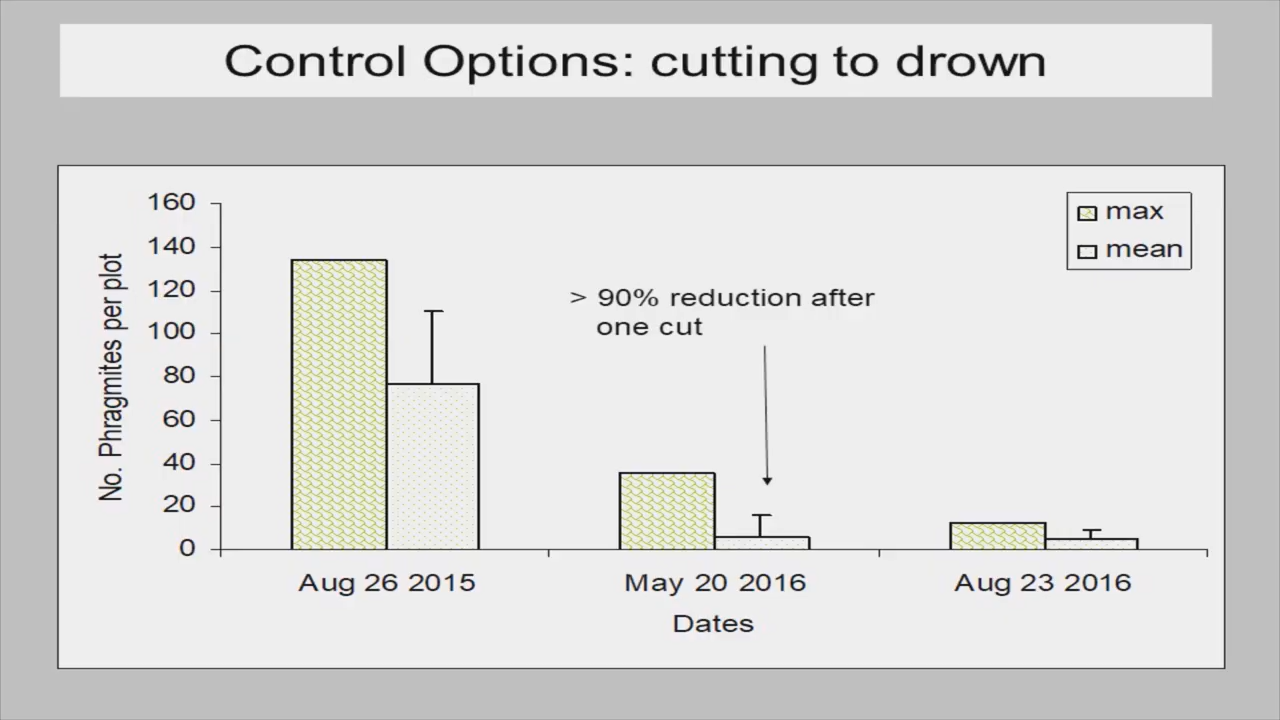 Control Options: cutting to drown
160
140
120
100
80
60
40
20
0
No. Phragmites per plot
max
mean
> 90% reduction after
one cut
Aug 26 2015
May 20 2016
Aug 23 2016
Dates